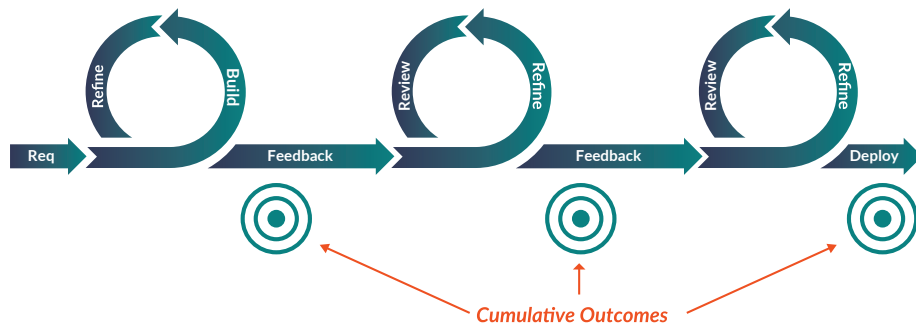 Req
Refine
Build
Feedback
Review
Refine
Feedback
Review
Refine
Deploy
Cumulative Outcomes